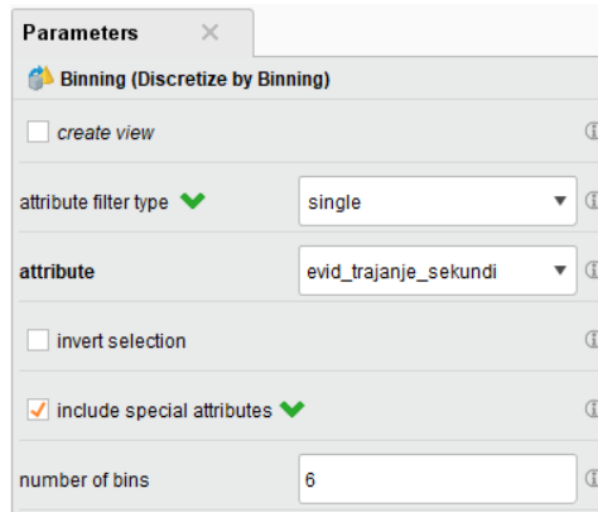 Parameters
Binning (Discretize by Binning)
create view
attribute filter type single
attribute evid_trajanje_sekundi
invert selection
include special attributes
number of bins 6